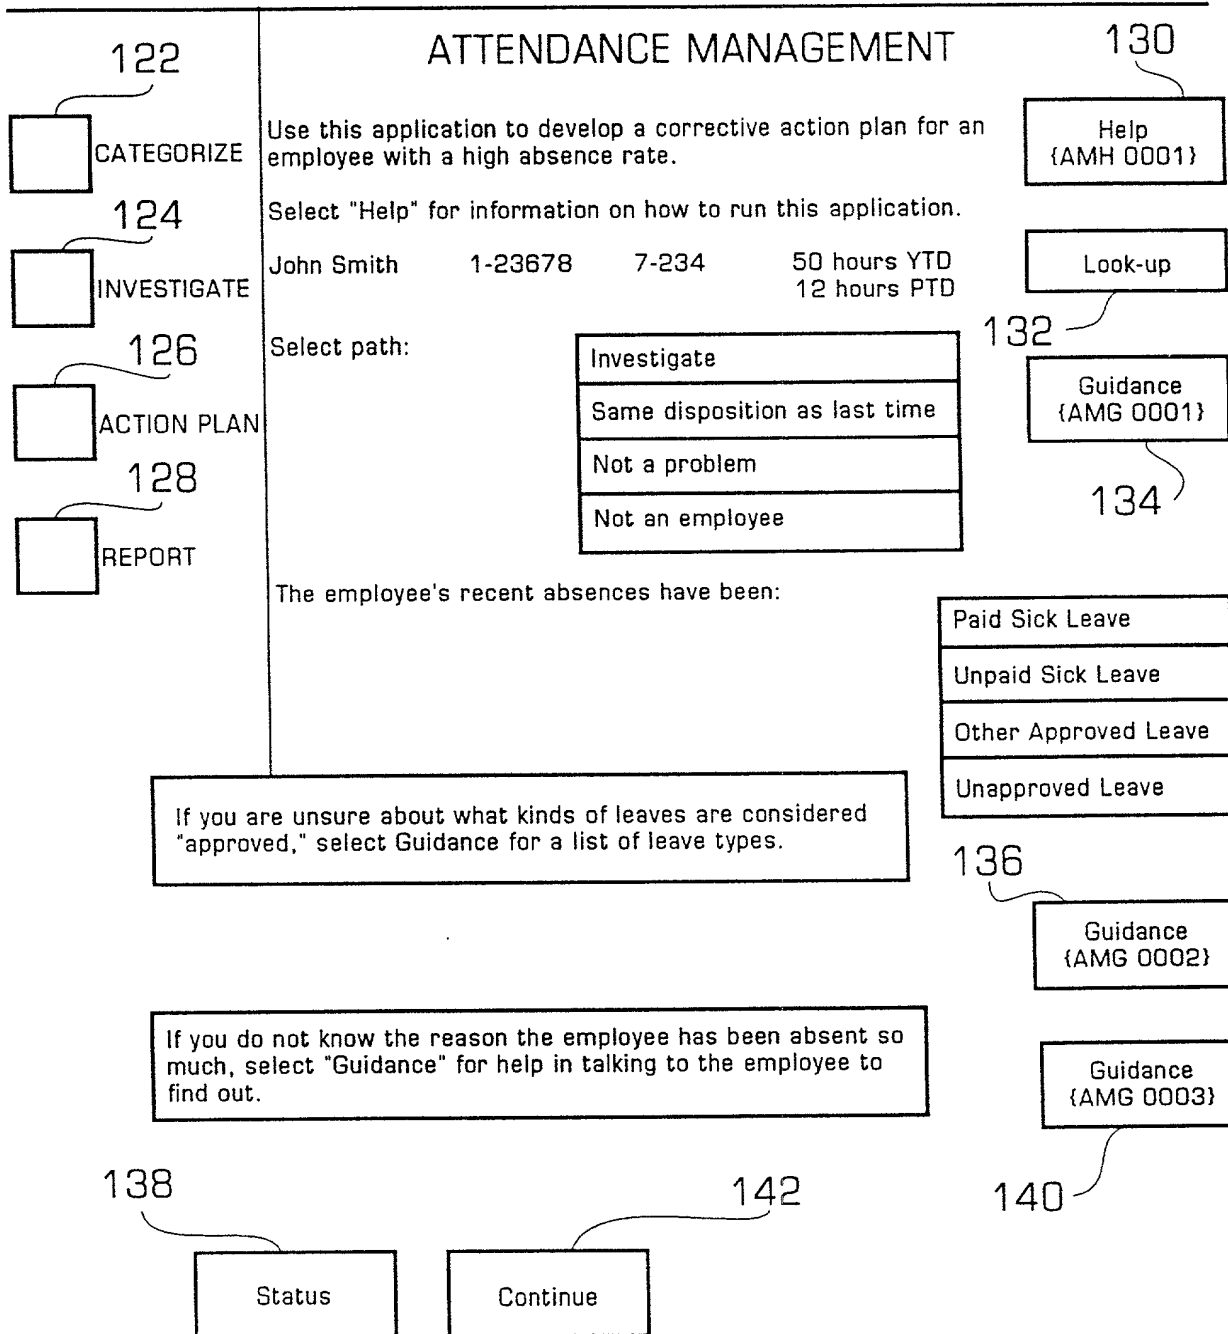 ATTENDANCE MANAGEMENT
130
122
Help
{AMH 0001}
CATEGORIZE
Use this application to develop a corrective action plan for an
employee with a high absence rate.
124
Select "Help" for information on how to run this application.
INVESTIGATE
John Smith 1-23678 7-234 50 hours YTD
12 hours PTD
Look-up
132
126
Select path:
Investigate
Same disposition as last time
Not a problem
Not an employee
Guidance
{AMG 0001}
134
ACTION PLAN
128
REPORT
The employee's recent absences have been:
Paid Sick Leave
Unpaid Sick Leave
Other Approved Leave
Unapproved Leave
If you are unsure about what kinds of leaves are considered
"approved," select Guidance for a list of leave types.
136
Guidance
{AMG 0002}
If you do not know the reason the employee has been absent so
much, select "Guidance" for help in talking to the employee to
find out.
Guidance
{AMG 0003}
138
142
140
Status
Continue